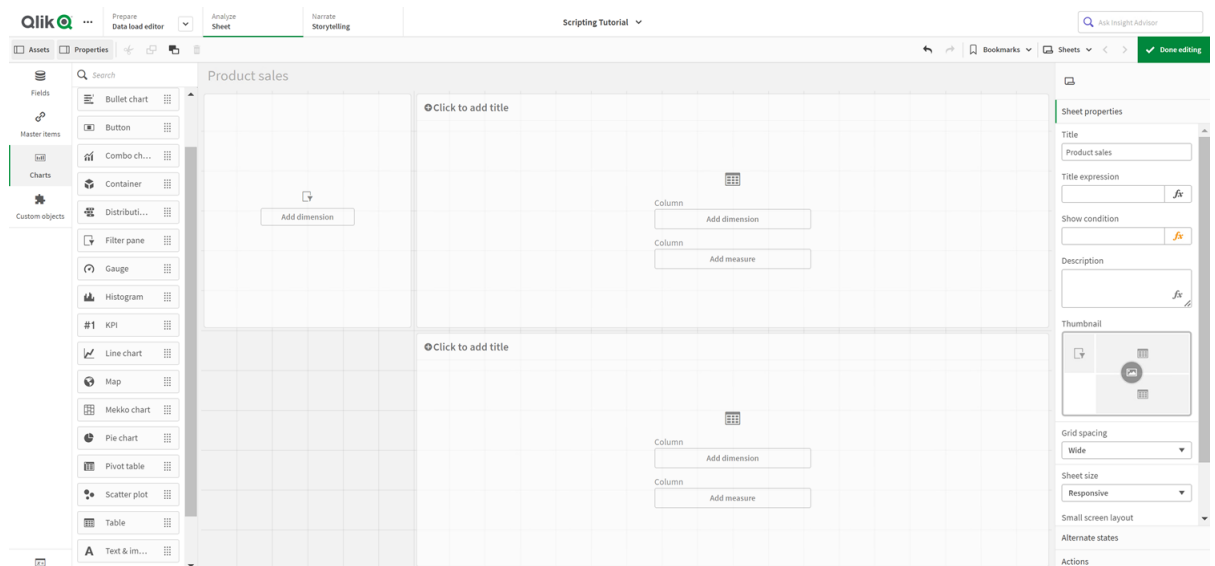 Qlik
Prepare
Data load editor
Analyze
Sheet
Narrate
Storytelling
Scripting Tutorial
Ask Insight Advisor
Assets
Properties
Bookmarks
Sheets
Done editing
Fields
Master items
Charts
Custom objects
Search
Bullet chart
Button
Combo ch...
Container
Distributi...
Filter pane
Gauge
Histogram
#1 KPI
Line chart
Map
Mekko chart
Pie chart
Pivot table
Scatter plot
Table
A Text & im...
Product sales
Add dimension
Click to add title
Column
Add dimension
Column
Add measure
Click to add title
Column
Add dimension
Column
Add measure
Sheet properties
Title
Product sales
Title expression
fx
Show condition
fx
Description
fx
Thumbnail
Grid spacing
Wide
Sheet size
Responsive
Small screen layout
Alternate states
Actions